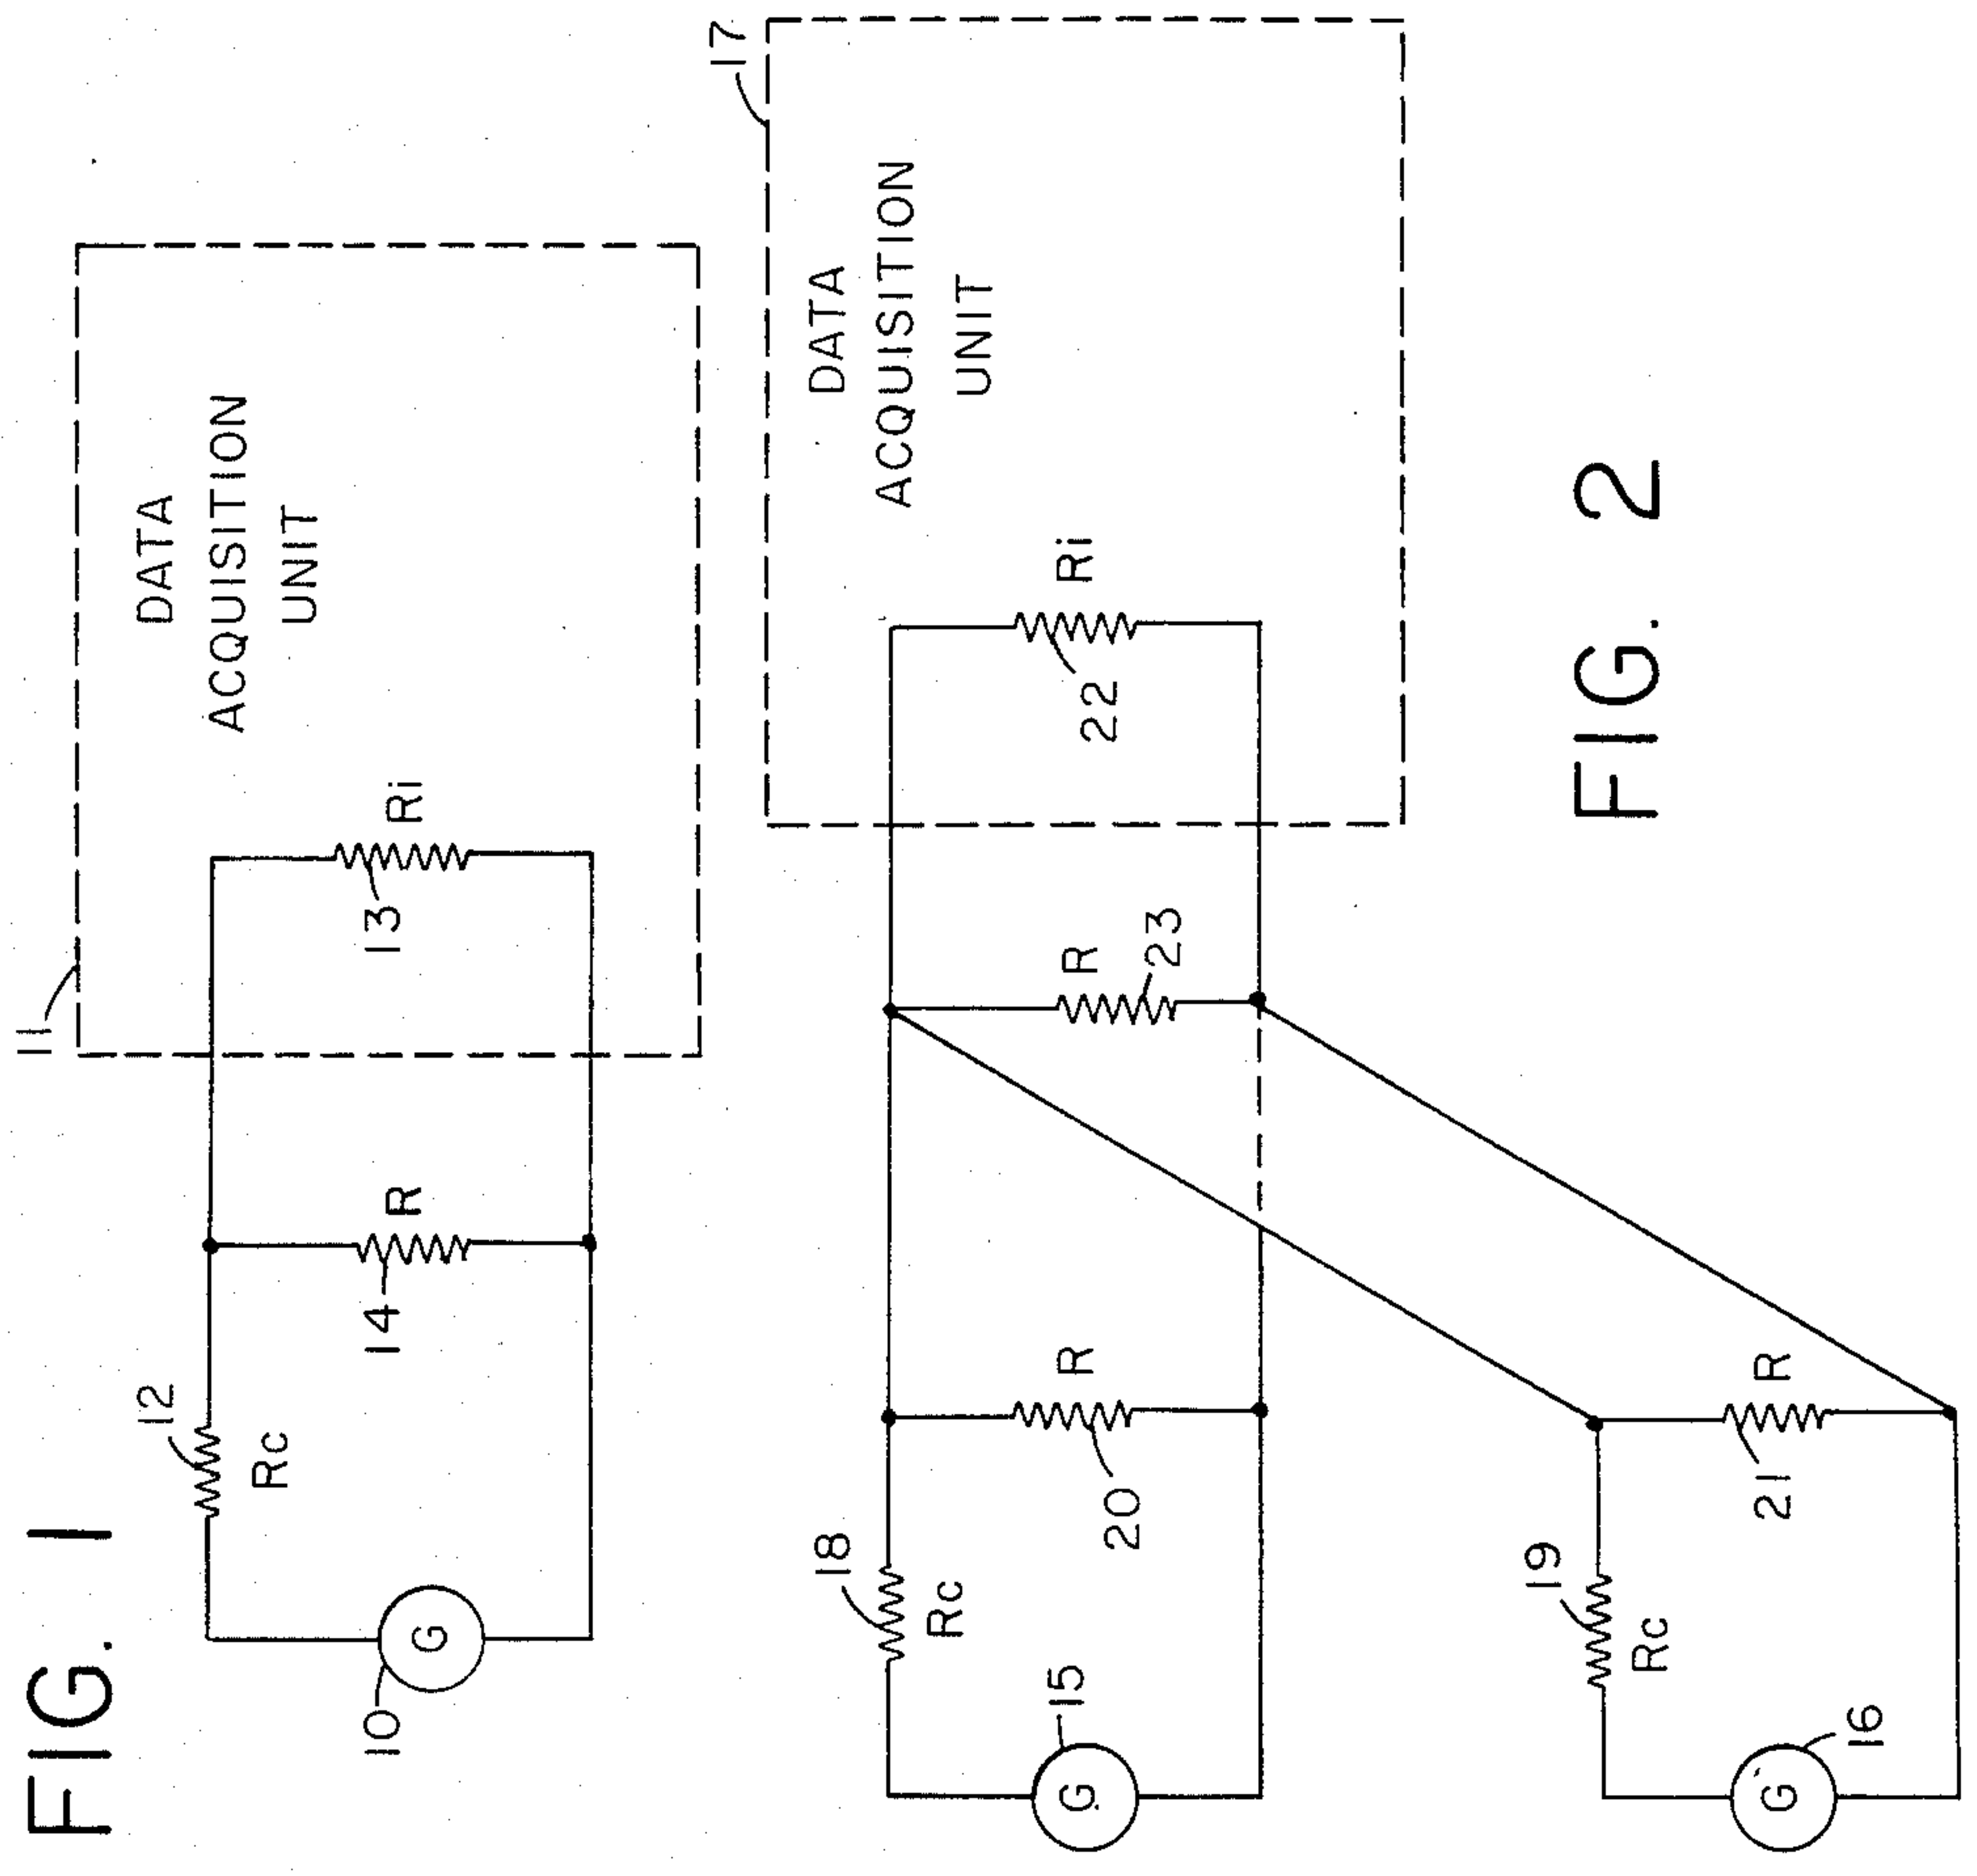 FIG. 1
11
DATA
ACQUISITION
UNIT
12
Rc
10
G
14
R
13
Ri
17
DATA
ACQUISITION
UNIT
18
Rc
15
G
20
R
R
23
22
Ri
19
Rc
16
G
21
R
FIG. 2